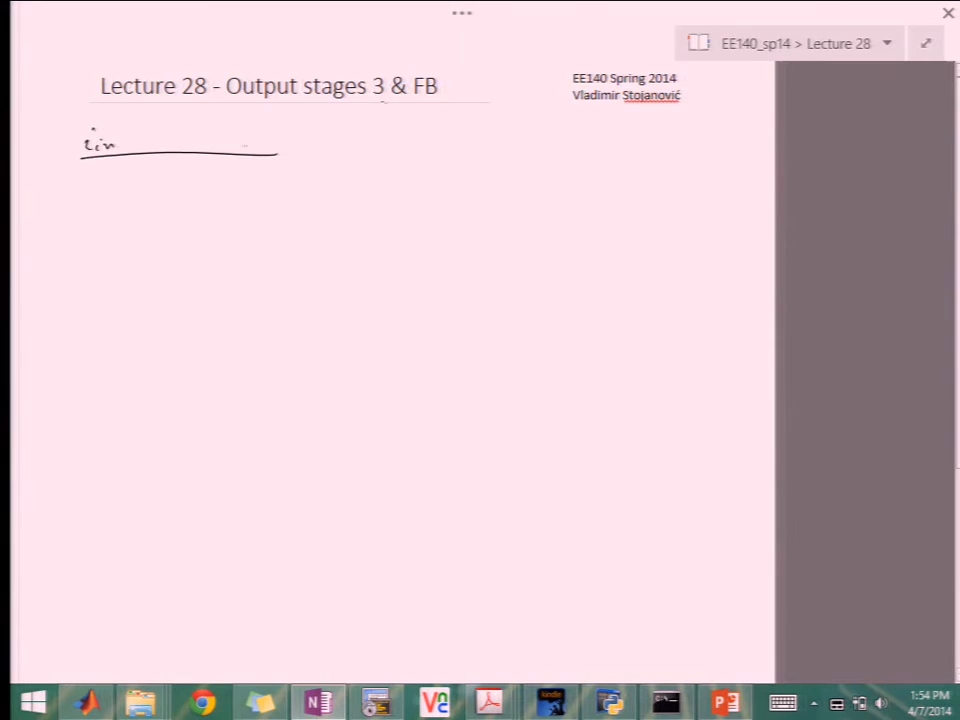 EE140_sp14 > Lecture 28
Lecture 28 - Output stages 3 & FB
EE140 Spring 2014
Vladimir Stojanović
1:54 PM
4/7/2014